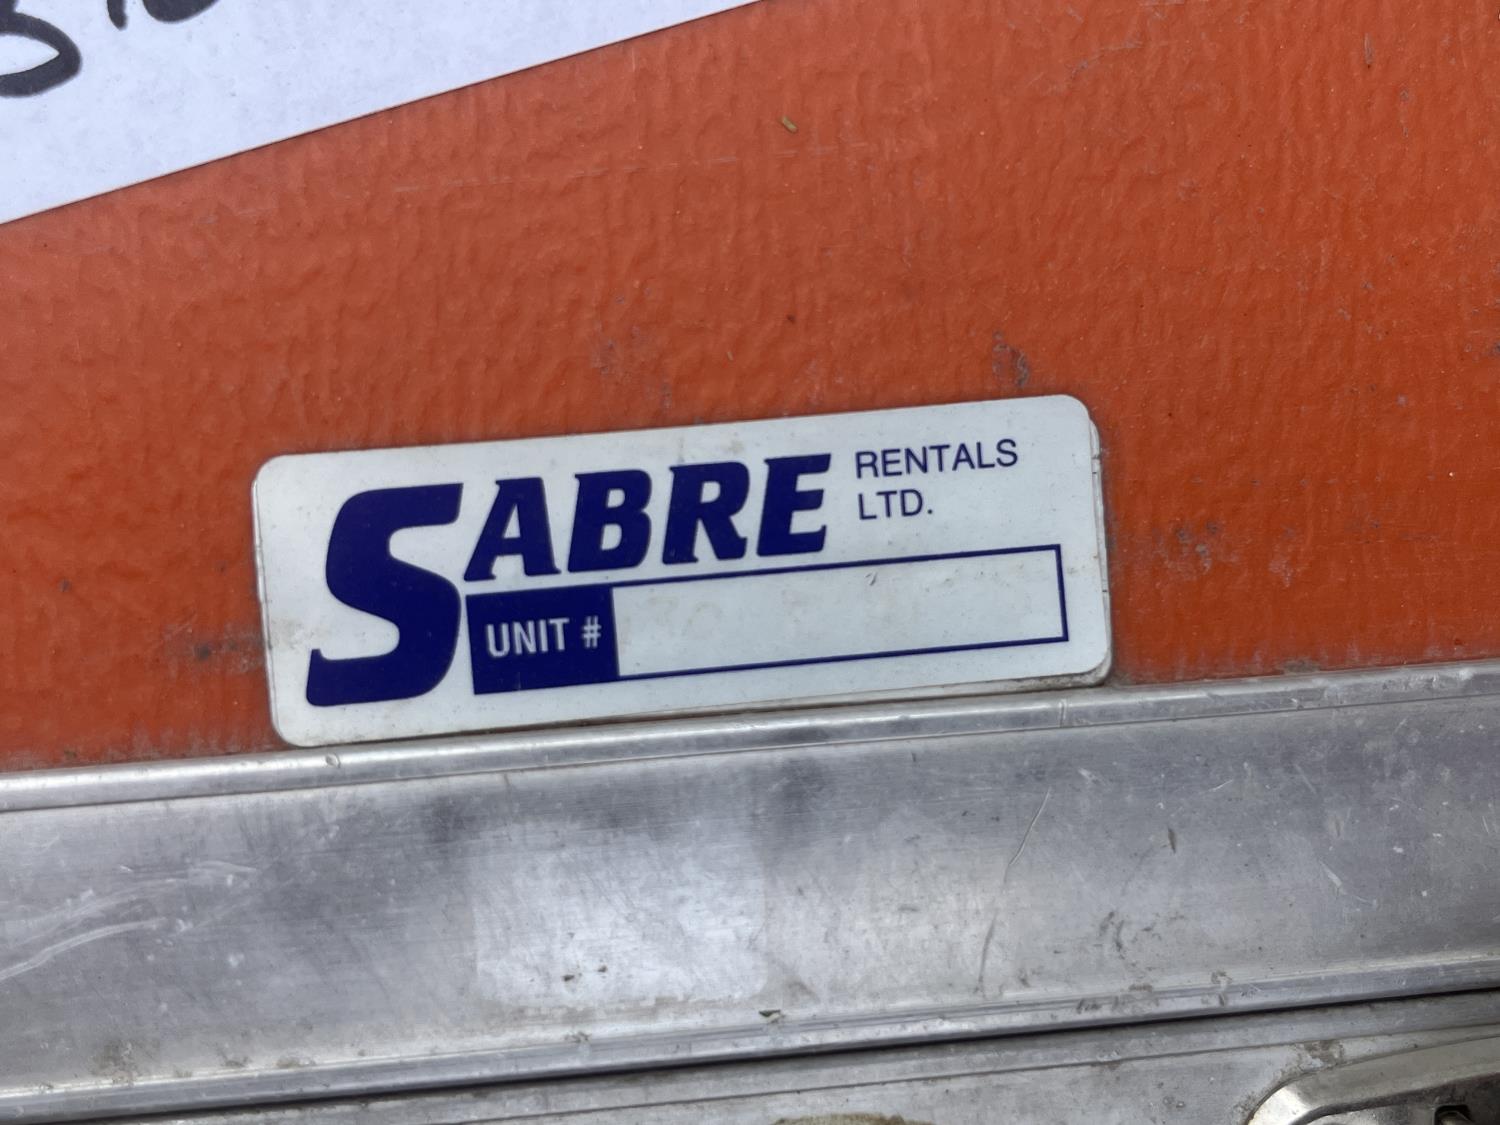 SABRE RENTALS
LTD.
UNIT #